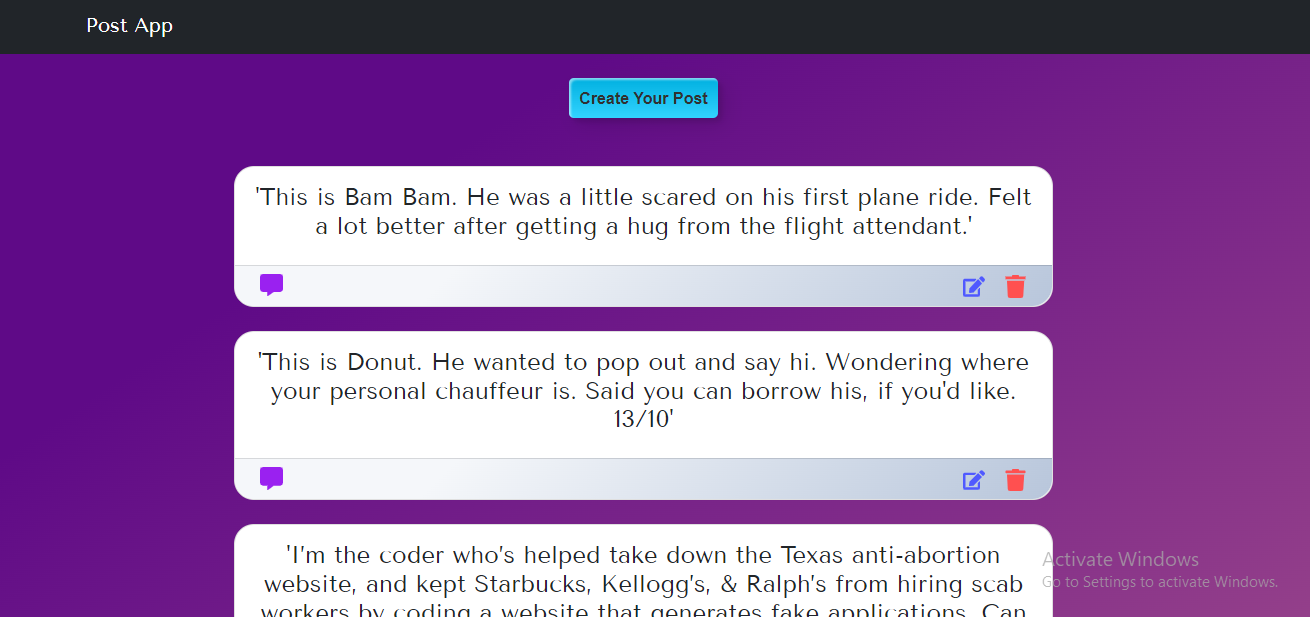 Post App
Create Your Post
'This is Bam Bam. He was a little scared on his first plane ride. Felt
a lot better after getting a hug from the flight attendant.'
'This is Donut. He wanted to pop out and say hi. Wondering where
your personal chauffeur is. Said you can borrow his, if you'd like.
13/10'
'I’m the coder who’s helped take down the Texas anti-abortion
website, and kept Starbucks, Kellogg’s, & Ralph’s from hiring scab
workers by coding a website that generates fake applications. Can
Activate Windows
Go to Settings to activate Windows.